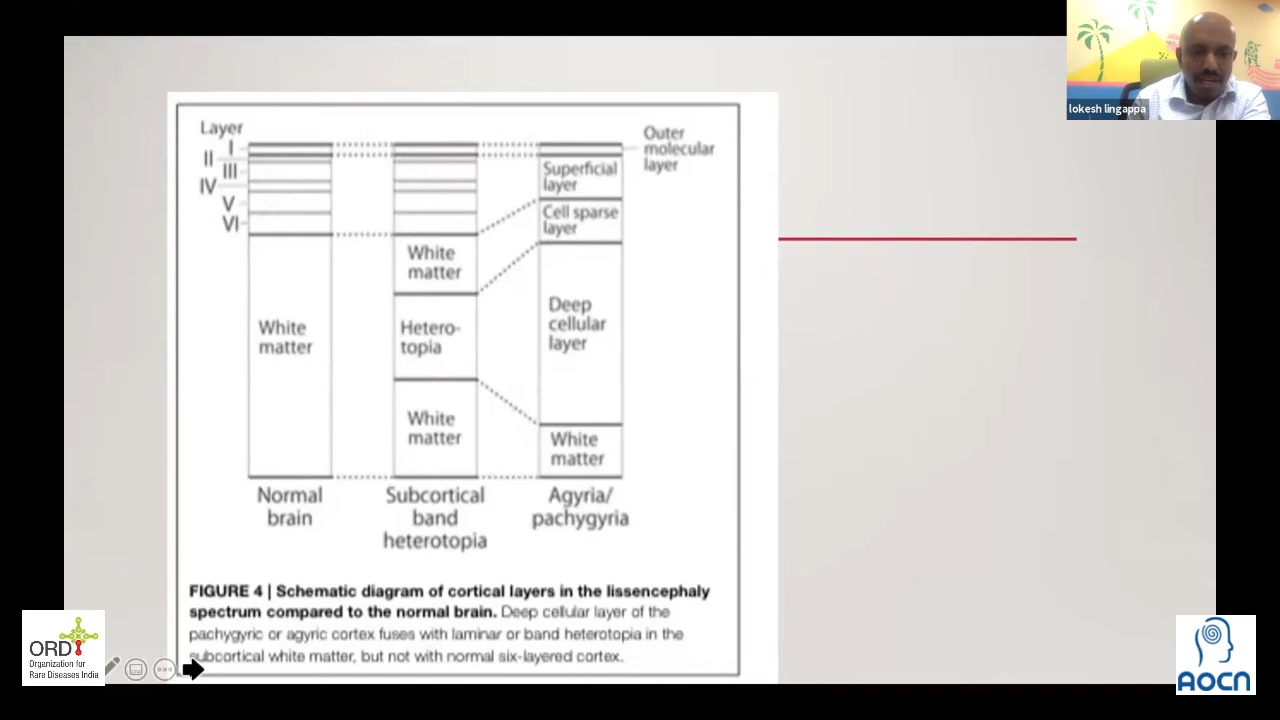 lokesh lingappa
Layer
I
II
III
IV
V
VI
Outer
molecular
layer
Superficial
layer
Cell sparse
layer
White
matter
Deep
cellular
layer
White
matter
Hetero-
topia
White
matter
White
matter
Normal
brain
Subcortical
band
heterotopia
Agyria/
pachygyria
FIGURE 4 | Schematic diagram of cortical layers in the lissencephaly
spectrum compared to the normal brain. Deep cellular layer of the
pachygyric or agyric cortex fuses with laminar or band heterotopia in the
subcortical white matter, but not with normal six-layered cortex.
ORDI
Organization for
Rare Diseases India
AOCN